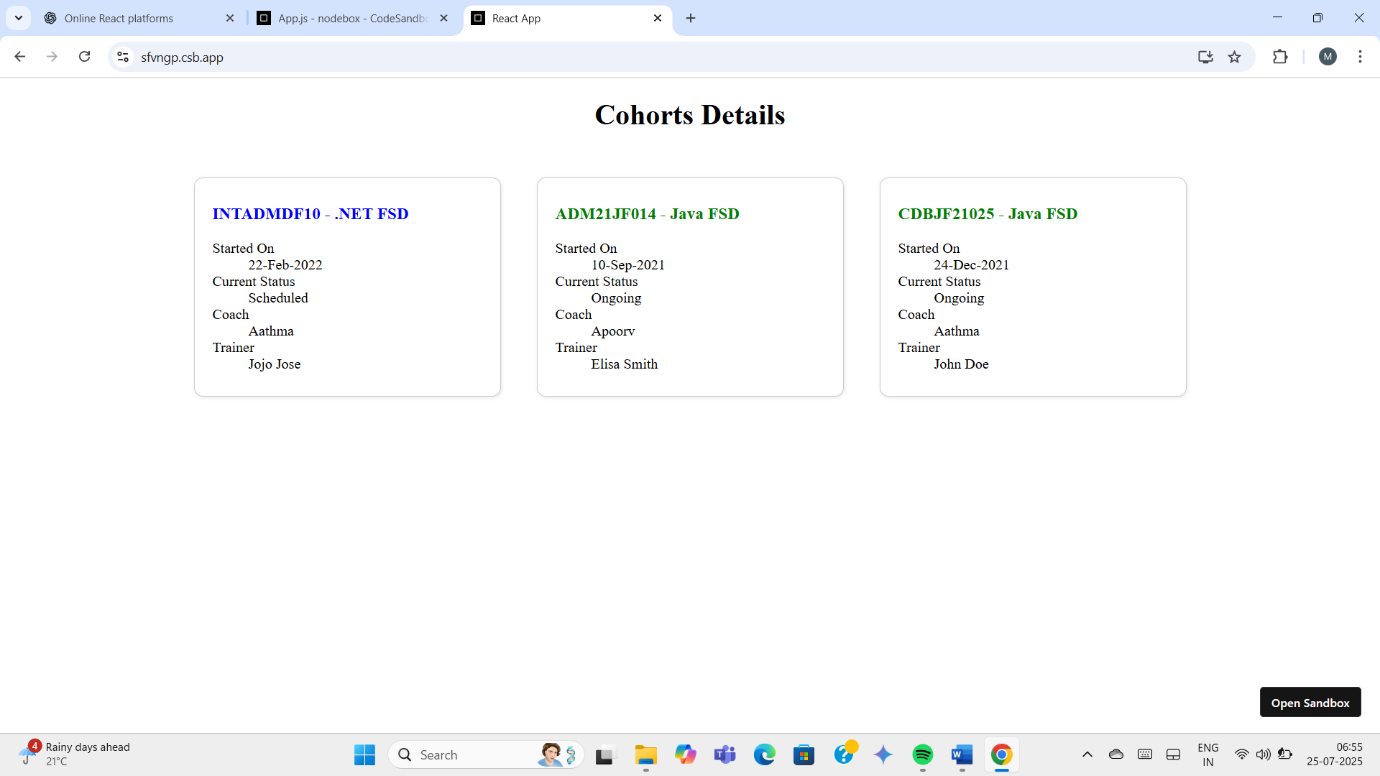 Online React platforms
App.js - nodebox - CodeSandbo
React App
sfvngp.csb.app
M
Cohorts Details
INTADMDF10 - .NET FSD
Started On
22-Feb-2022
Current Status
Scheduled
Coach
Aathma
Trainer
Jojo Jose
ADM21JF014 - Java FSD
Started On
10-Sep-2021
Current Status
Ongoing
Coach
Apoorv
Trainer
Elisa Smith
CDBJF21025 - Java FSD
Started On
24-Dec-2021
Current Status
Ongoing
Coach
Aathma
Trainer
John Doe
Open Sandbox
4
Rainy days ahead
21°C
Search
ENG
IN
06:55
25-07-2025